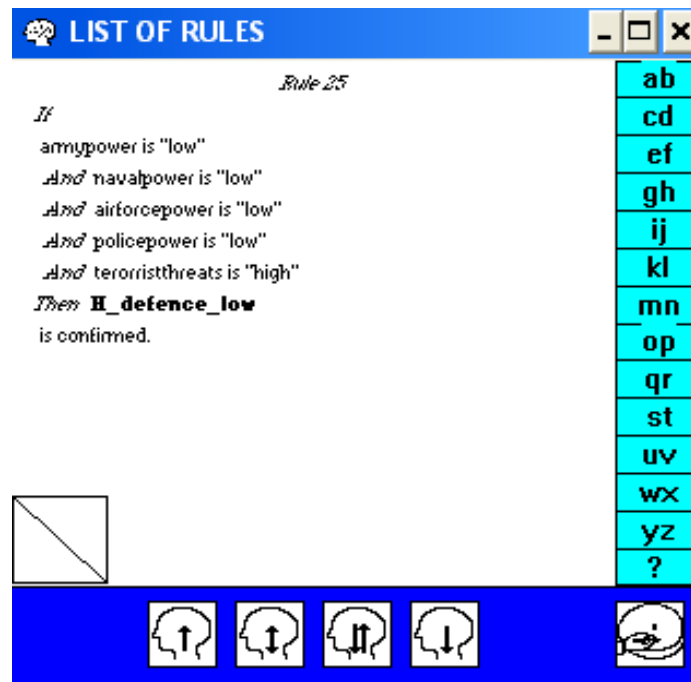 LIST OF RULES
Rule 25
If
armypower is "low"
And navalpower is "low"
And airforcepower is "low"
And policepower is "low"
And terorristthreats is "high"
Then H_defence_low
is confirmed.
ab
cd
ef
gh
ij
kl
mn
op
qr
st
uv
wx
yz
?